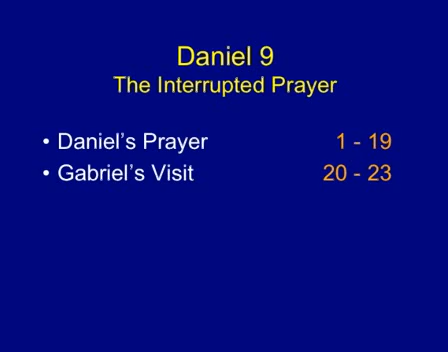 Daniel 9
The Interrupted Prayer
• Daniel's Prayer 1 - 19
• Gabriel's Visit 20 - 23